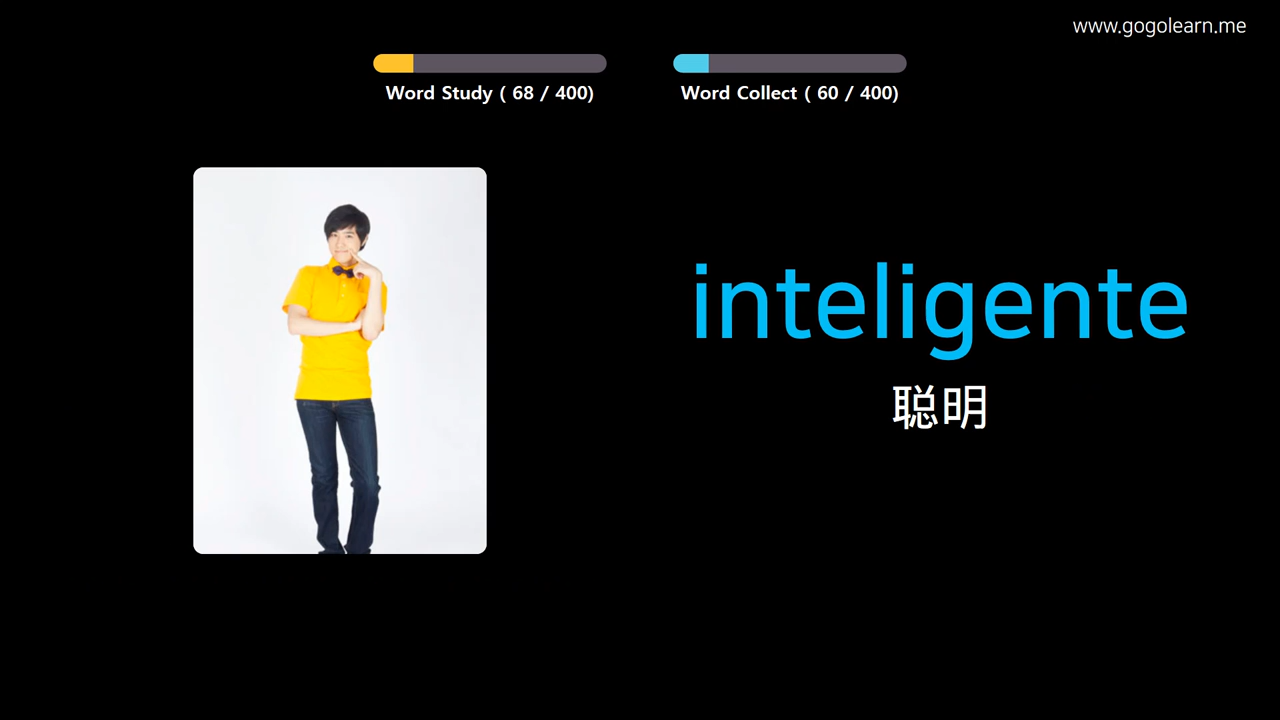 www.gogolearn.me
Word Study ( 68 / 400)
Word Collect ( 60 / 400)
inteligente
聪明